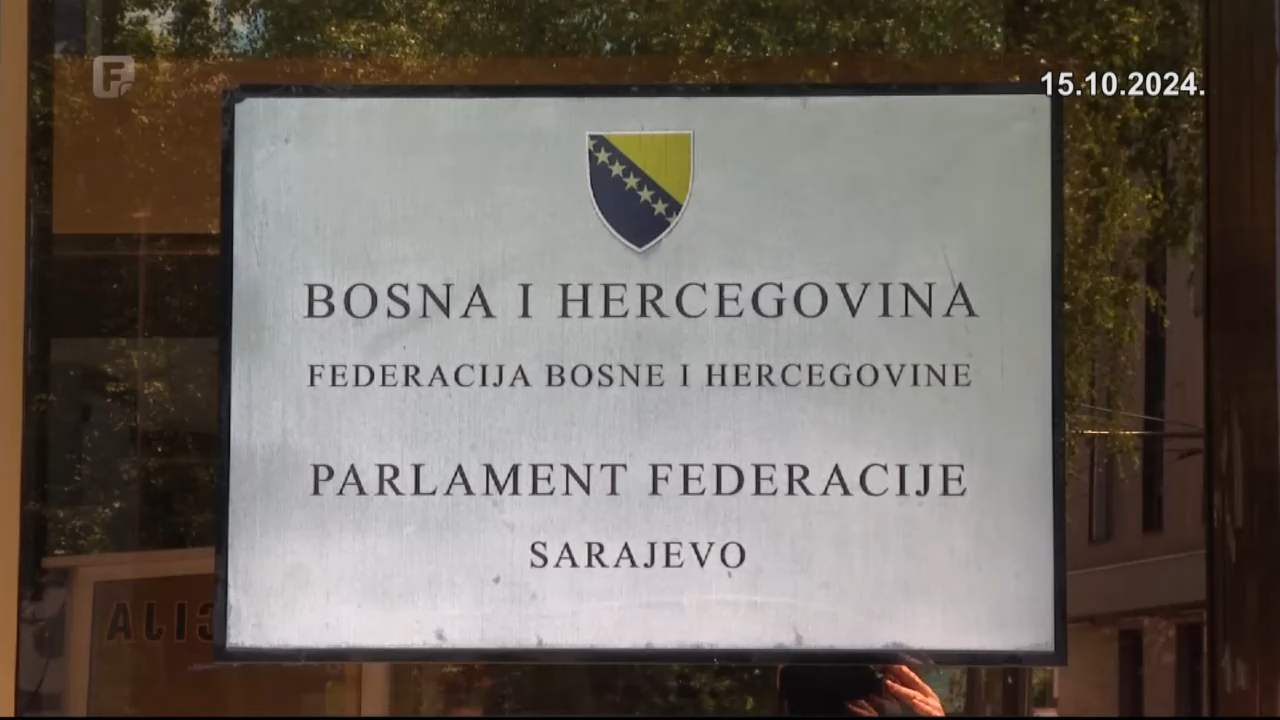 15.10.2024.
BOSNA I HERCEGOVINA
FEDERACIJA BOSNE I HERCEGOVINE
PARLAMENT FEDERACIJE
SARAJEVO